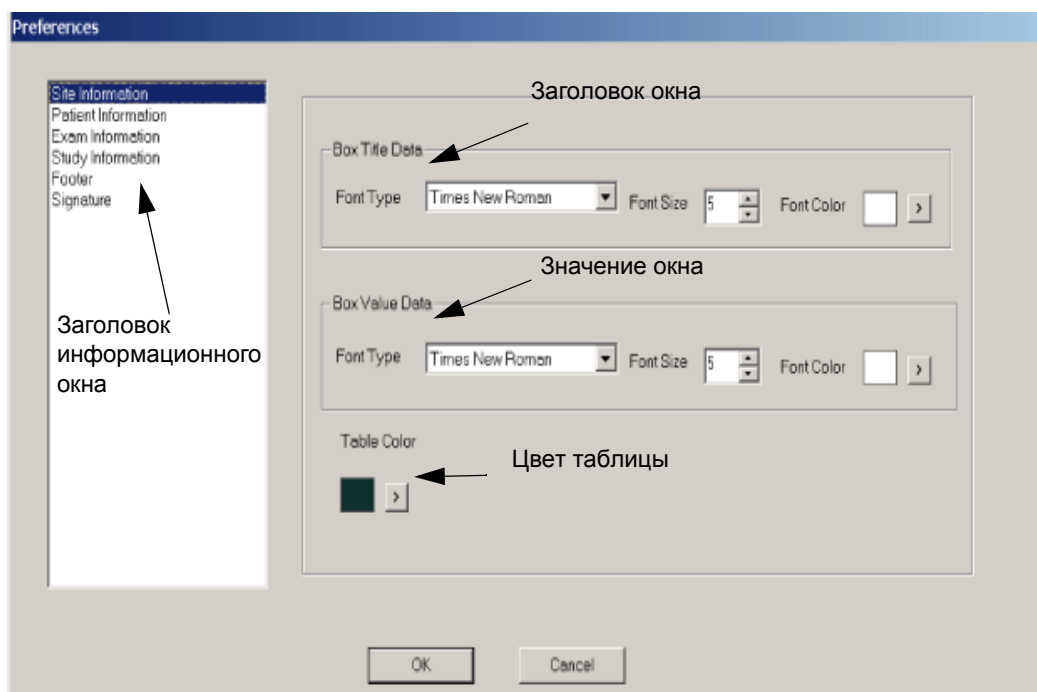 Preferences
Site Information
Patient Information
Exam Information
Study Information
Footer
Signature
Заголовок
информационного
окна
Заголовок окна
Box Title Data
Font Type Times New Roman Font Size 5 Font Color >
Значение окна
Box Value Data
Font Type Times New Roman Font Size 5 Font Color >
Table Color
> Цвет таблицы
OK Cancel